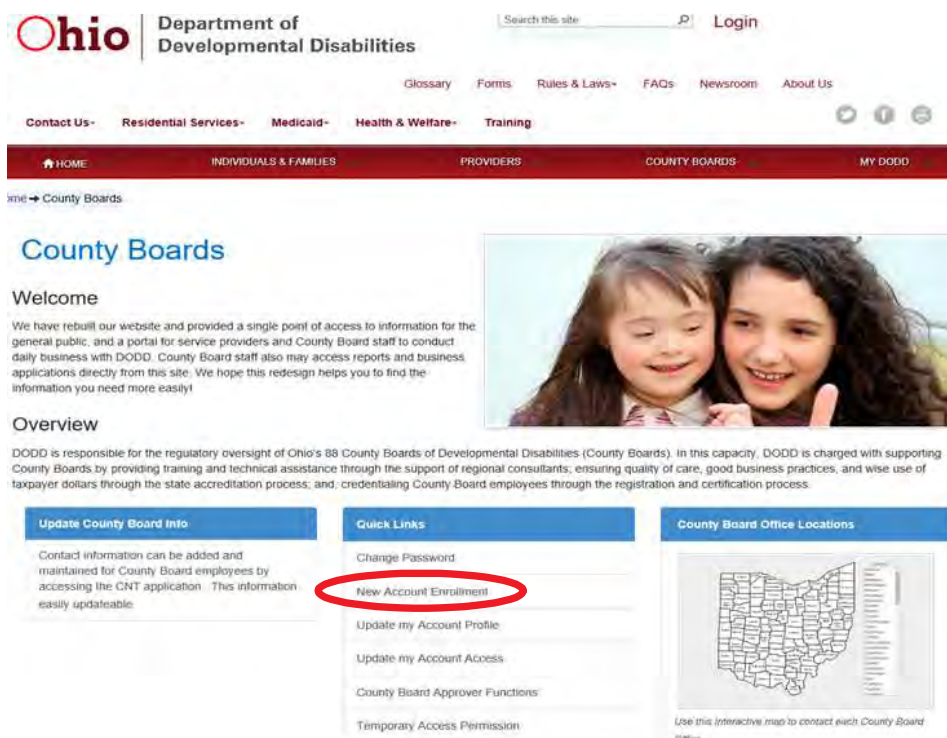 Ohio
Department of
Developmental Disabilities
Search this site
Login
Glossary Forms Rules & Laws- FAQs Newsroom About Us
Contact Us- Residential Services- Medicaid- Health & Welfare- Training
HOME INDIVIDUALS & FAMILIES PROVIDERS COUNTY BOARDS MY DODD
ome → County Boards
County Boards
Welcome
We have rebuilt our website and provided a single point of access to information for the
general public, and a portal for service providers and County Board staff to conduct
daily business with DODD. County Board staff also may access reports and business
applications directly from this site. We hope this redesign helps you to find the
information you need more easily!
Overview
DODD is responsible for the regulatory oversight of Ohio's 88 County Boards of Developmental Disabilities (County Boards). In this capacity, DODD is charged with supporting
County Boards by providing training and technical assistance through the support of regional consultants; ensuring quality of care, good business practices, and wise use of
taxpayer dollars through the state accreditation process; and, credentialing County Board employees through the registration and certification process.
Update County Board Info
Contact information can be added and
maintained for County Board employees by
accessing the CNT application. This information
easily updateable
Quick Links
Change Password
New Account Enrollment
Update my Account Profile
Update my Account Access
County Board Approver Functions
Temporary Access Permission
County Board Office Locations
Use this interactive map to contact each County Board